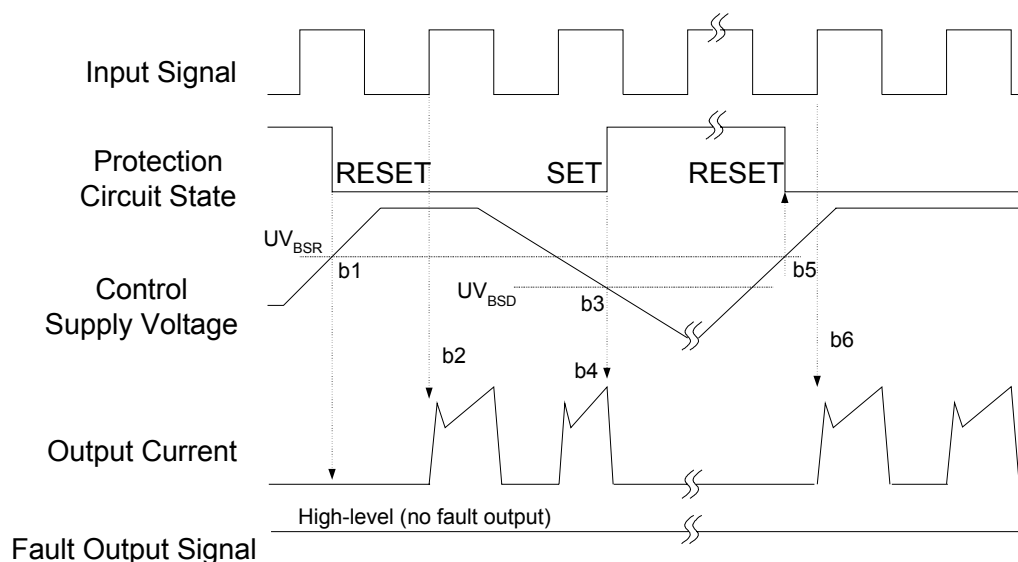 Input Signal
Protection
Circuit State
RESET
SET
RESET
UV_BSR
b1
b5
Control
Supply Voltage
UV_BSD
b3
b2
b4
b6
Output Current
High-level (no fault output)
Fault Output Signal